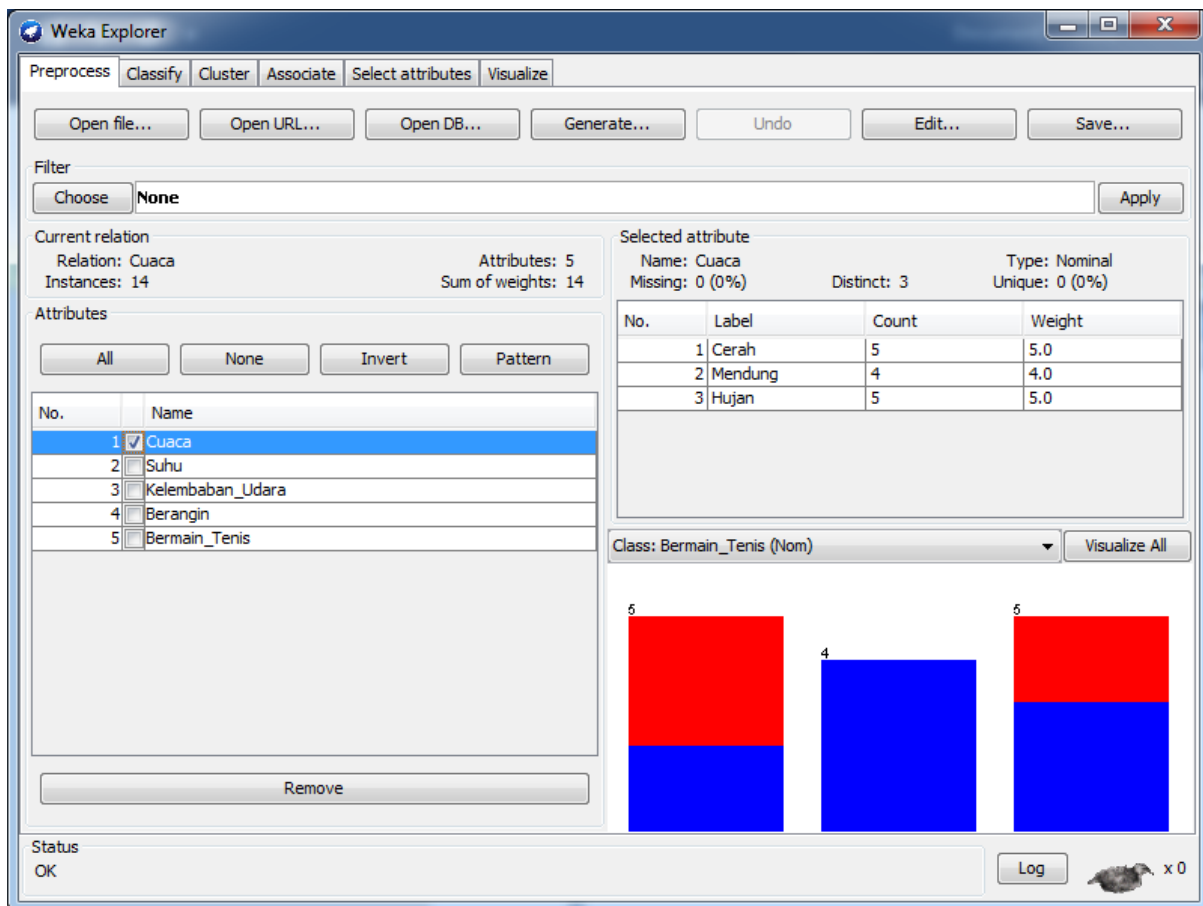 Weka Explorer
Preprocess Classify Cluster Associate Select attributes Visualize
Open file... Open URL... Open DB... Generate... Undo Edit... Save...
Filter
Choose None Apply
Current relation
Relation: Cuaca Attributes: 5
Instances: 14 Sum of weights: 14
Attributes
All None Invert Pattern
No. Name
1 Cuaca
2 Suhu
3 Kelembaban_Udara
4 Berangin
5 Bermain_Tenis
Remove
Selected attribute
Name: Cuaca Type: Nominal
Missing: 0 (0%) Distinct: 3 Unique: 0 (0%)
No. Label Count Weight
1 Cerah 5 5.0
2 Mendung 4 4.0
3 Hujan 5 5.0
Class: Bermain_Tenis (Nom) Visualize All
5 4 5
Status
OK
Log x 0